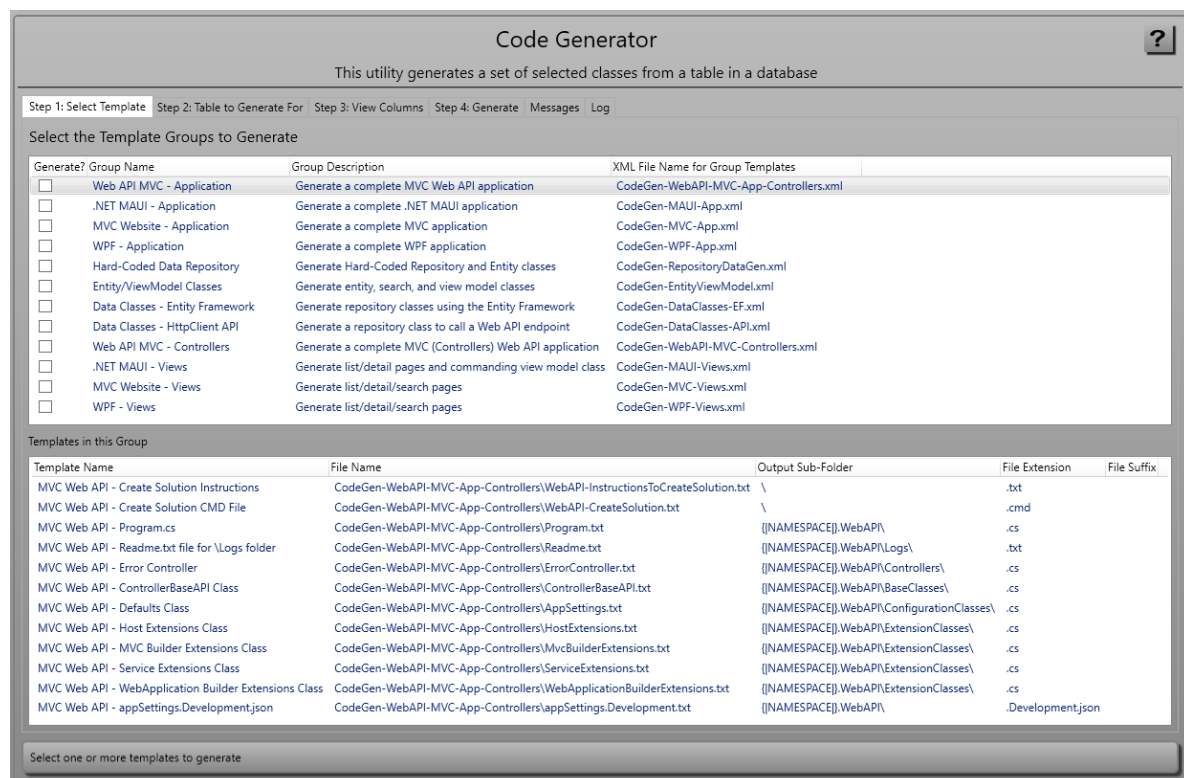 Code Generator
?
This utility generates a set of selected classes from a table in a database
Step 1: Select Template Step 2: Table to Generate For Step 3: View Columns Step 4: Generate Messages Log
Select the Template Groups to Generate
Generate? Group Name Group Description XML File Name for Group Templates
Web API MVC - Application Generate a complete MVC Web API application CodeGen-WebAPI-MVC-App-Controllers.xml
.NET MAUI - Application Generate a complete .NET MAUI application CodeGen-MAUI-App.xml
MVC Website - Application Generate a complete MVC application CodeGen-MVC-App.xml
WPF - Application Generate a complete WPF application CodeGen-WPF-App.xml
Hard-Coded Data Repository Generate Hard-Coded Repository and Entity classes CodeGen-RepositoryDataGen.xml
Entity/ViewModel Classes Generate entity, search, and view model classes CodeGen-EntityViewModel.xml
Data Classes - Entity Framework Generate repository classes using the Entity Framework CodeGen-DataClasses-EF.xml
Data Classes - HttpClient API Generate a repository class to call a Web API endpoint CodeGen-DataClasses-API.xml
Web API MVC - Controllers Generate a complete MVC (Controllers) Web API application CodeGen-WebAPI-MVC-Controllers.xml
.NET MAUI - Views Generate list/detail pages and commanding view model class CodeGen-MAUI-Views.xml
MVC Website - Views Generate list/detail/search pages CodeGen-MVC-Views.xml
WPF - Views Generate list/detail/search pages CodeGen-WPF-Views.xml
Templates in this Group
Template Name File Name Output Sub-Folder File Extension File Suffix
MVC Web API - Create Solution Instructions CodeGen-WebAPI-MVC-App-Controllers\WebAPI-InstructionsToCreateSolution.txt \ .txt
MVC Web API - Create Solution CMD File CodeGen-WebAPI-MVC-App-Controllers\WebAPI-CreateSolution.txt \ .cmd
MVC Web API - Program.cs CodeGen-WebAPI-MVC-App-Controllers\Program.txt {|NAMESPACE|}.WebAPI\ .cs
MVC Web API - Readme.txt file for \Logs folder CodeGen-WebAPI-MVC-App-Controllers\Readme.txt {|NAMESPACE|}.WebAPI\Logs\ .txt
MVC Web API - Error Controller CodeGen-WebAPI-MVC-App-Controllers\ErrorController.txt {|NAMESPACE|}.WebAPI\Controllers\ .cs
MVC Web API - ControllerBaseAPI Class CodeGen-WebAPI-MVC-App-Controllers\ControllerBaseAPI.txt {|NAMESPACE|}.WebAPI\BaseClasses\ .cs
MVC Web API - Defaults Class CodeGen-WebAPI-MVC-App-Controllers\AppSettings.txt {|NAMESPACE|}.WebAPI\ConfigurationClasses\ .cs
MVC Web API - Host Extensions Class CodeGen-WebAPI-MVC-App-Controllers\HostExtensions.txt {|NAMESPACE|}.WebAPI\ExtensionClasses\ .cs
MVC Web API - MVC Builder Extensions Class CodeGen-WebAPI-MVC-App-Controllers\MvcBuilderExtensions.txt {|NAMESPACE|}.WebAPI\ExtensionClasses\ .cs
MVC Web API - Service Extensions Class CodeGen-WebAPI-MVC-App-Controllers\ServiceExtensions.txt {|NAMESPACE|}.WebAPI\ExtensionClasses\ .cs
MVC Web API - WebApplication Builder Extensions Class CodeGen-WebAPI-MVC-App-Controllers\WebApplicationBuilderExtensions.txt {|NAMESPACE|}.WebAPI\ExtensionClasses\ .cs
MVC Web API - appSettings.Development.json CodeGen-WebAPI-MVC-App-Controllers\appSettings.Development.txt {|NAMESPACE|}.WebAPI\ .Development.json
Select one or more templates to generate